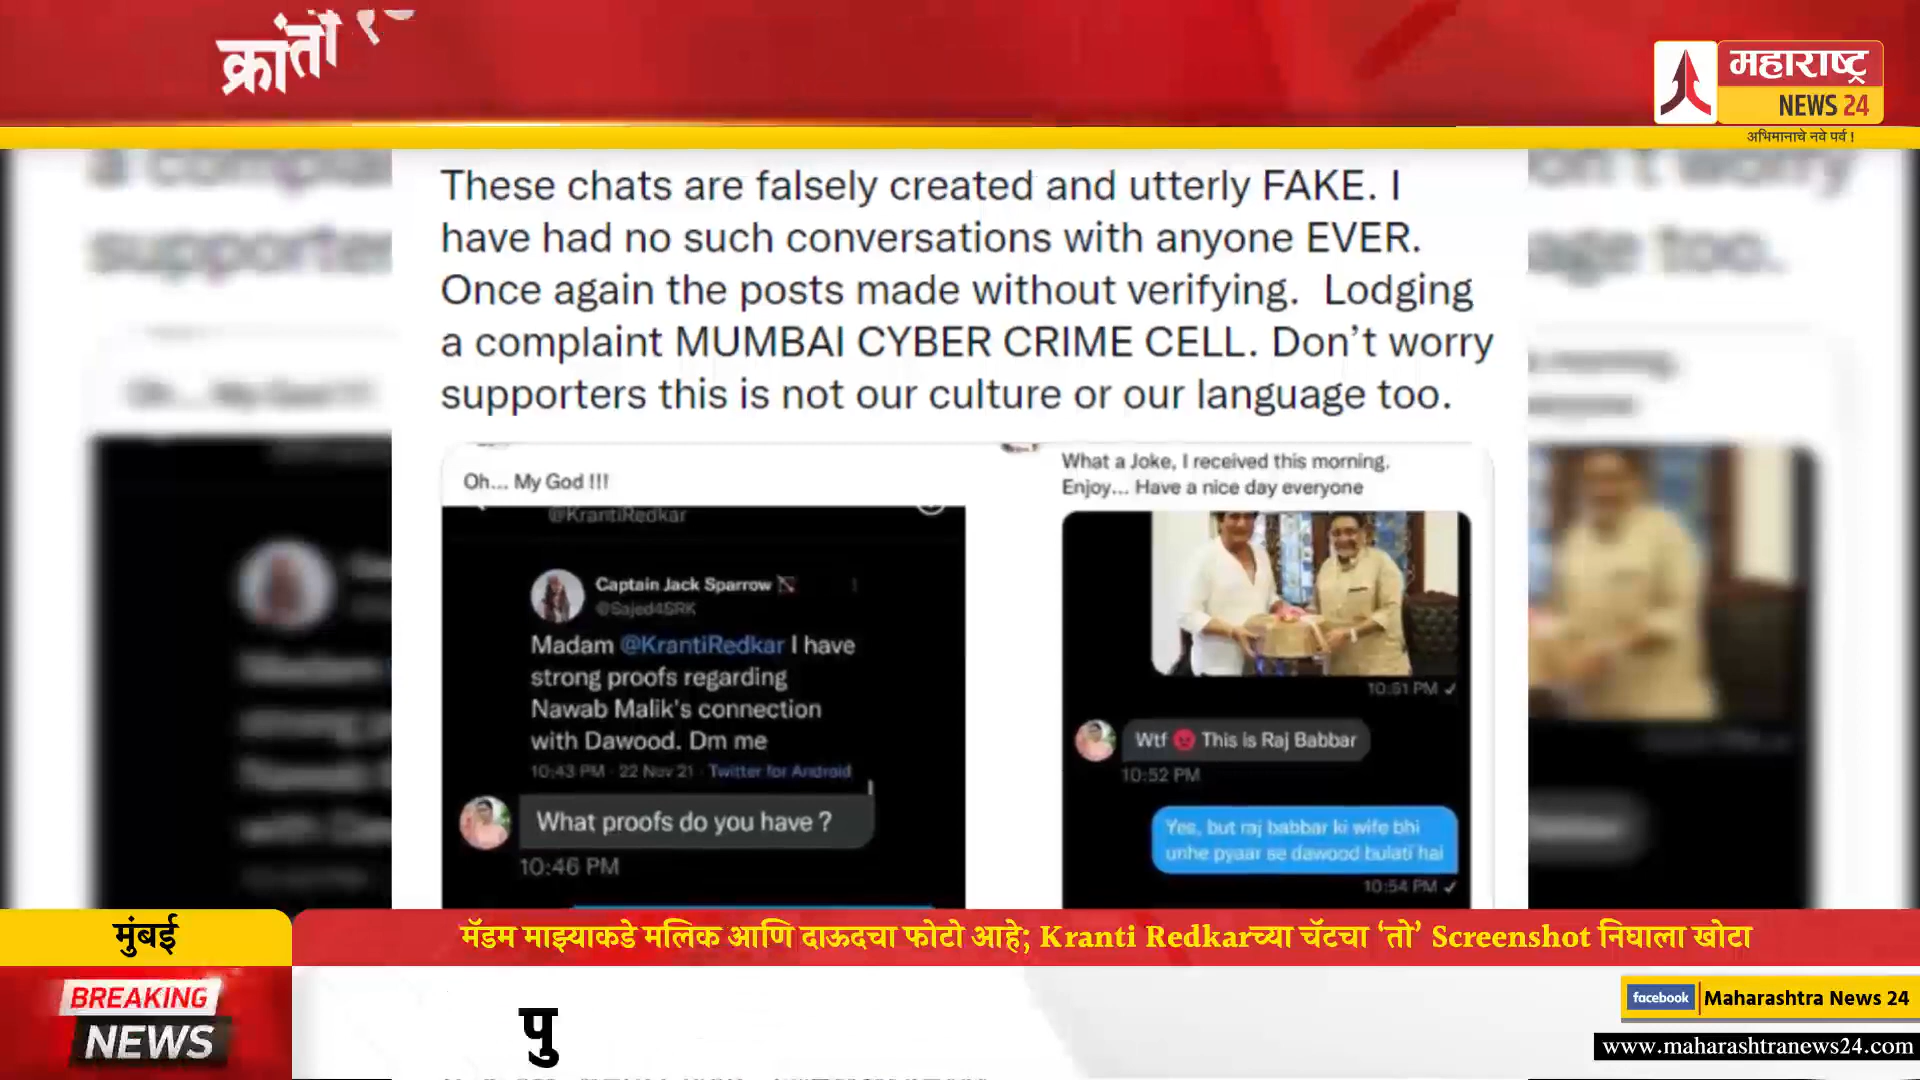 क्रांती
महाराष्ट्र
NEWS 24
अभिमानाचे नवे पर्व !
These chats are falsely created and utterly FAKE. I
have had no such conversations with anyone EVER.
Once again the posts made without verifying. Lodging
a complaint MUMBAI CYBER CRIME CELL. Don't worry
supporters this is not our culture or our language too.
Oh... My God !!!
@KrantiRedkar
Captain Jack Sparrow
@Sajed4SRK
Madam @KrantiRedkar I have
strong proofs regarding
Nawab Malik's connection
with Dawood. Dm me
10:43 PM · 22 Nov 21 · Twitter for Android
What proofs do you have ?
10:46 PM
What a Joke, I received this morning.
Enjoy... Have a nice day everyone
10:51 PM ✓
Wtf 😡 This is Raj Babbar
10:52 PM
Yes, but raj babbar ki wife bhi
unhe pyaar se dawood bulati hai
10:54 PM ✓
मुंबई
मॅडम माझ्याकडे मलिक आणि दाऊदचा फोटो आहे; Kranti Redkarच्या चॅटचा ‘तो’ Screenshot निघाला खोटा
BREAKING
NEWS
पु
facebook Maharashtra News 24
www.maharashtranews24.com